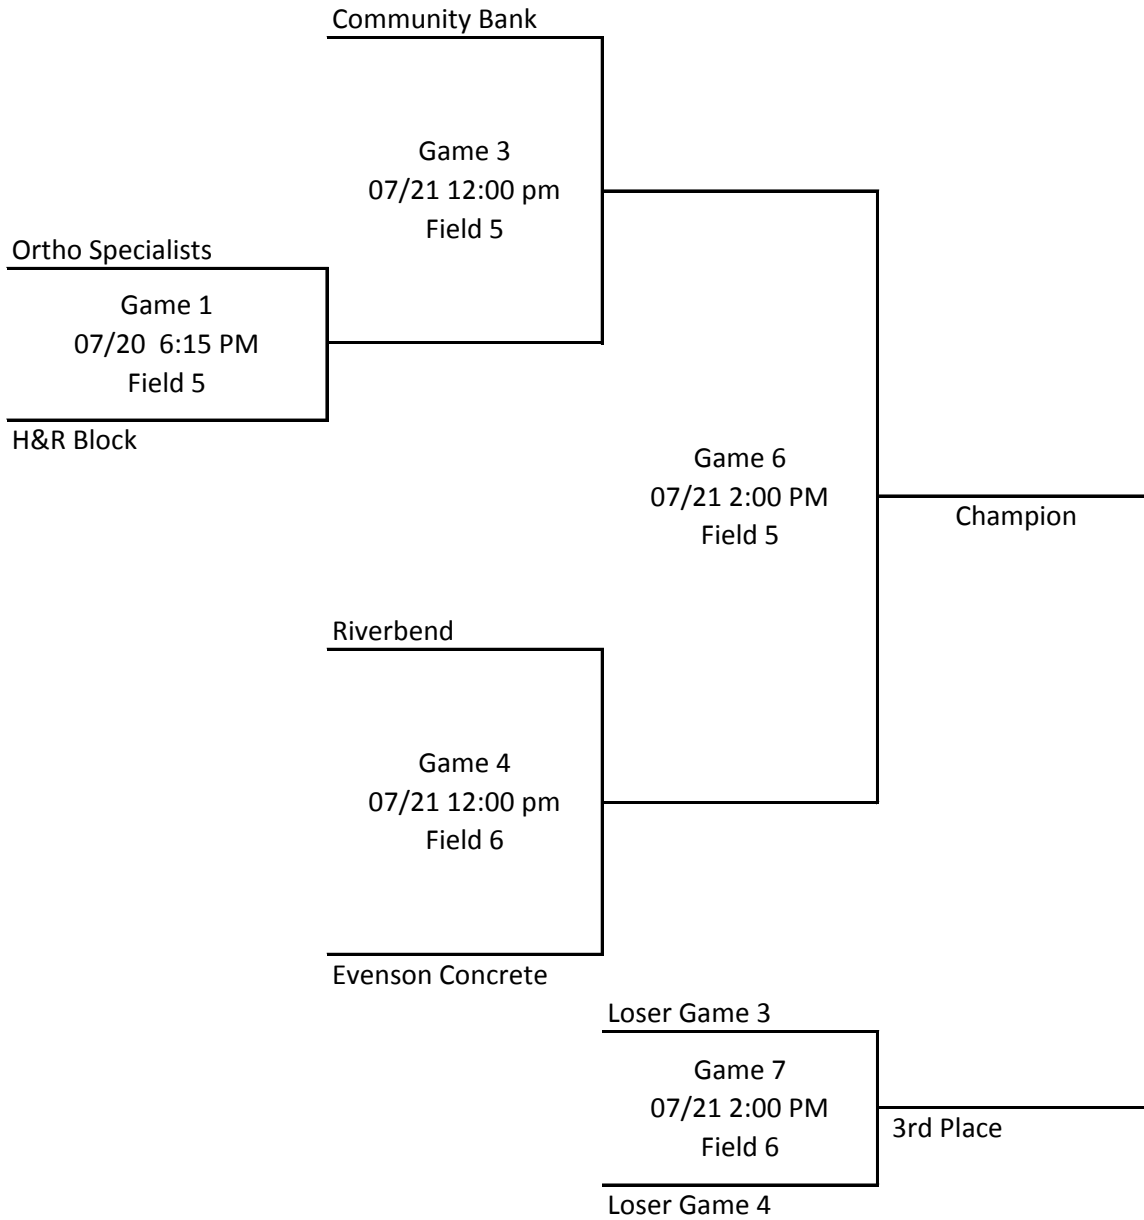 Community Bank
Game 3
07/21 12:00 pm
Field 5
Ortho Specialists
Game 1
07/20  6:15 PM
Field 5
H&R Block
Game 6
07/21 2:00 PM
Field 5
Champion
Riverbend
Game 4
07/21 12:00 pm
Field 6
Evenson Concrete
Loser Game 3
Game 7
07/21 2:00 PM
Field 6
3rd Place
Loser Game 4